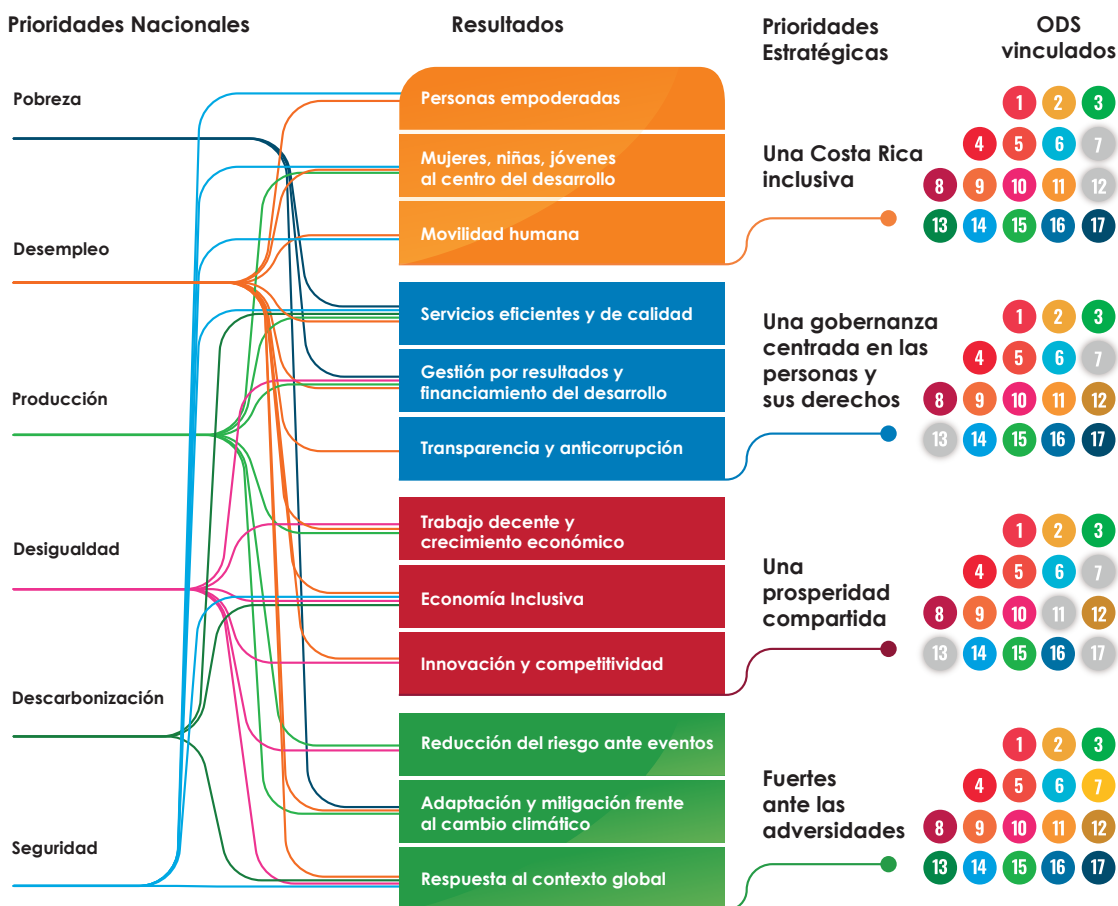 Prioridades Nacionales
Pobreza
Desempleo
Producción
Desigualdad
Descarbonización
Seguridad
Resultados
Personas empoderadas
Mujeres, niñas, jóvenes
al centro del desarrollo
Movilidad humana
Servicios eficientes y de calidad
Gestión por resultados y
financiamiento del desarrollo
Transparencia y anticorrupción
Trabajo decente y
crecimiento económico
Economía Inclusiva
Innovación y competitividad
Reducción del riesgo ante eventos
Adaptación y mitigación frente
al cambio climático
Respuesta al contexto global
Prioridades
Estratégicas
ODS
vinculados
Una Costa Rica
inclusiva
1 2 3
4 5 6 7
8 9 10 11 12
13 14 15 16 17
Una gobernanza
centrada en las
personas y
sus derechos
1 2 3
4 5 6 7
8 9 10 11 12
13 14 15 16 17
Una
prosperidad
compartida
1 2 3
4 5 6 7
8 9 10 11 12
13 14 15 16 17
Fuertes
ante las
adversidades
1 2 3
4 5 6 7
8 9 10 11 12
13 14 15 16 17